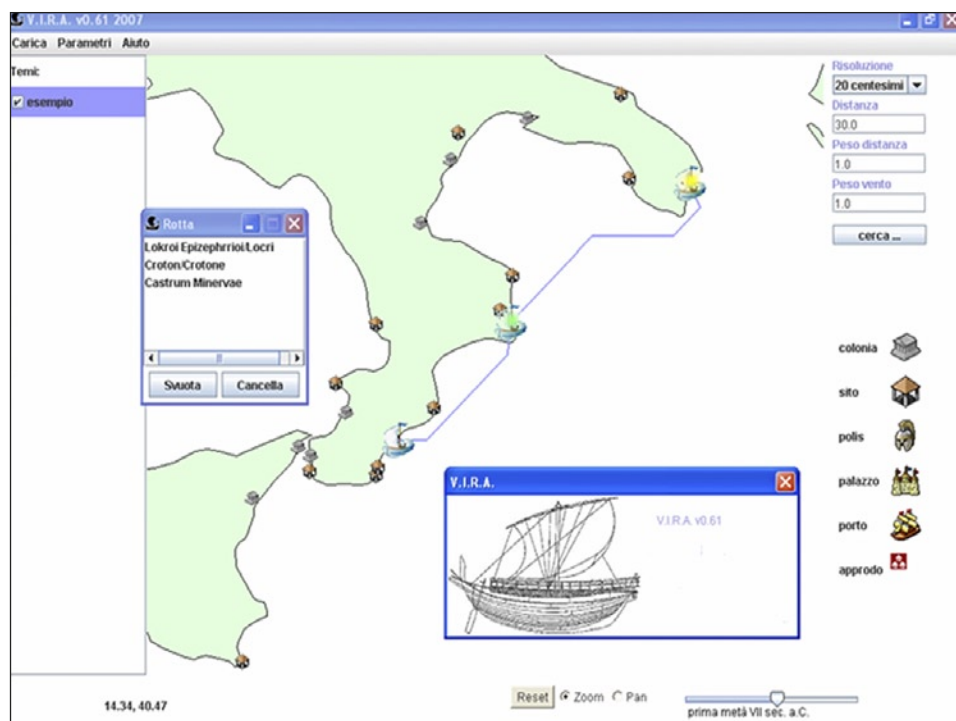 V.I.R.A. v0.61 2007
Carica Parametri Aiuto
Temi:
esempio
Risoluzione
20 centesimi
Distanza
30.0
Peso distanza
1.0
Peso vento
1.0
cerca ...
Rotta
Lokroi Epizephrrioi/Locri
Croton/Crotone
Castrum Minervae
Svuota Cancella
colonia
sito
polis
palazzo
porto
approdo
V.I.R.A.
V.I.R.A. v0.61
14.34, 40.47
Reset Zoom Pan
prima metà VII sec. a.C.